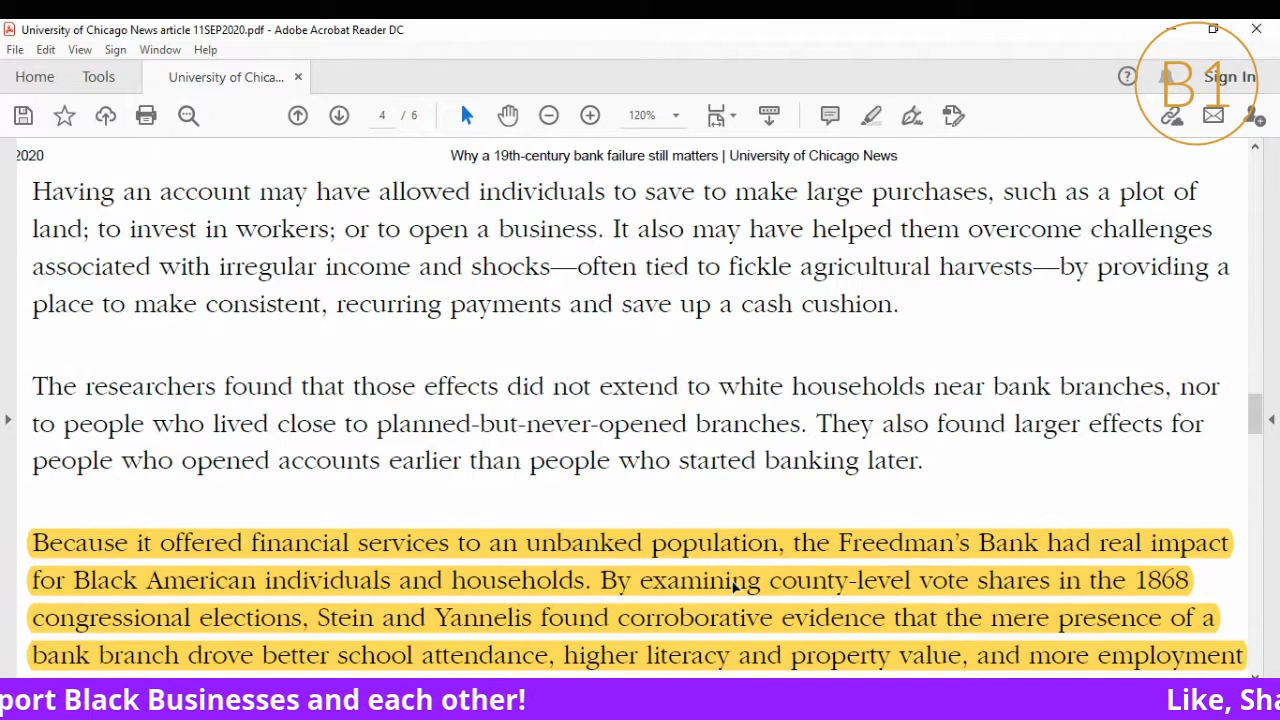 University of Chicago News article 11SEP2020.pdf - Adobe Acrobat Reader DC
File Edit View Sign Window Help
Home Tools University of Chica... × Sign In
B1
4 / 6 120%
2020 Why a 19th-century bank failure still matters | University of Chicago News
Having an account may have allowed individuals to save to make large purchases, such as a plot of
land; to invest in workers; or to open a business. It also may have helped them overcome challenges
associated with irregular income and shocks—often tied to fickle agricultural harvests—by providing a
place to make consistent, recurring payments and save up a cash cushion.
The researchers found that those effects did not extend to white households near bank branches, nor
to people who lived close to planned-but-never-opened branches. They also found larger effects for
people who opened accounts earlier than people who started banking later.
Because it offered financial services to an unbanked population, the Freedman's Bank had real impact
for Black American individuals and households. By examining county-level vote shares in the 1868
congressional elections, Stein and Yannelis found corroborative evidence that the mere presence of a
bank branch drove better school attendance, higher literacy and property value, and more employment
port Black Businesses and each other! Like, Sha